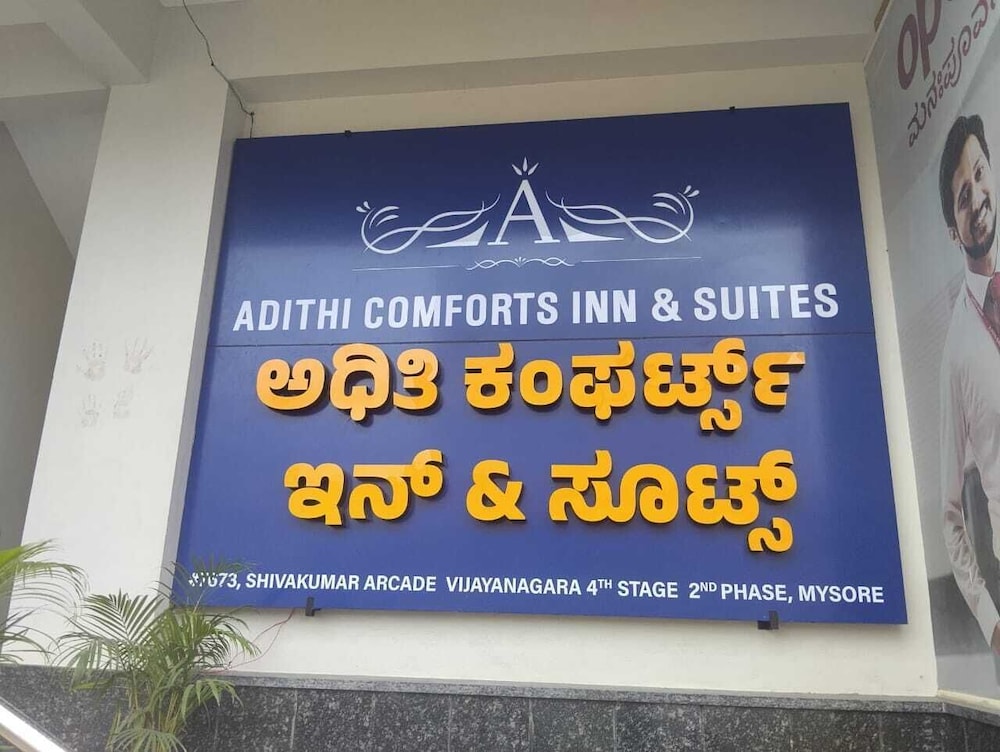 A
ADITHI COMFORTS INN & SUITES
ಅಧಿತಿ ಕಂಫರ್ಟ್ಸ್
ಇನ್ & ಸೂಟ್ಸ್
SHIVAKUMAR ARCADE VIJAYANAGARA 4TH STAGE 2ND PHASE, MYSORE